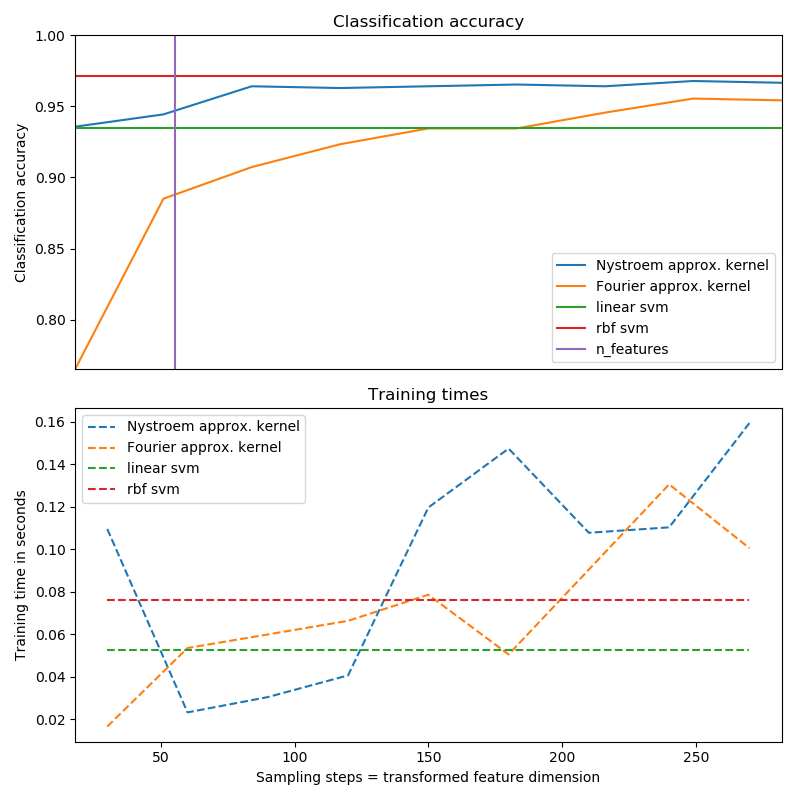 Classification accuracy
1.00
0.95
0.90
0.85
0.80
Classification accuracy
Nystroem approx. kernel
Fourier approx. kernel
linear svm
rbf svm
n_features
Training times
0.16
0.14
0.12
0.10
0.08
0.06
0.04
0.02
Training time in seconds
Nystroem approx. kernel
Fourier approx. kernel
linear svm
rbf svm
50 100 150 200 250
Sampling steps = transformed feature dimension